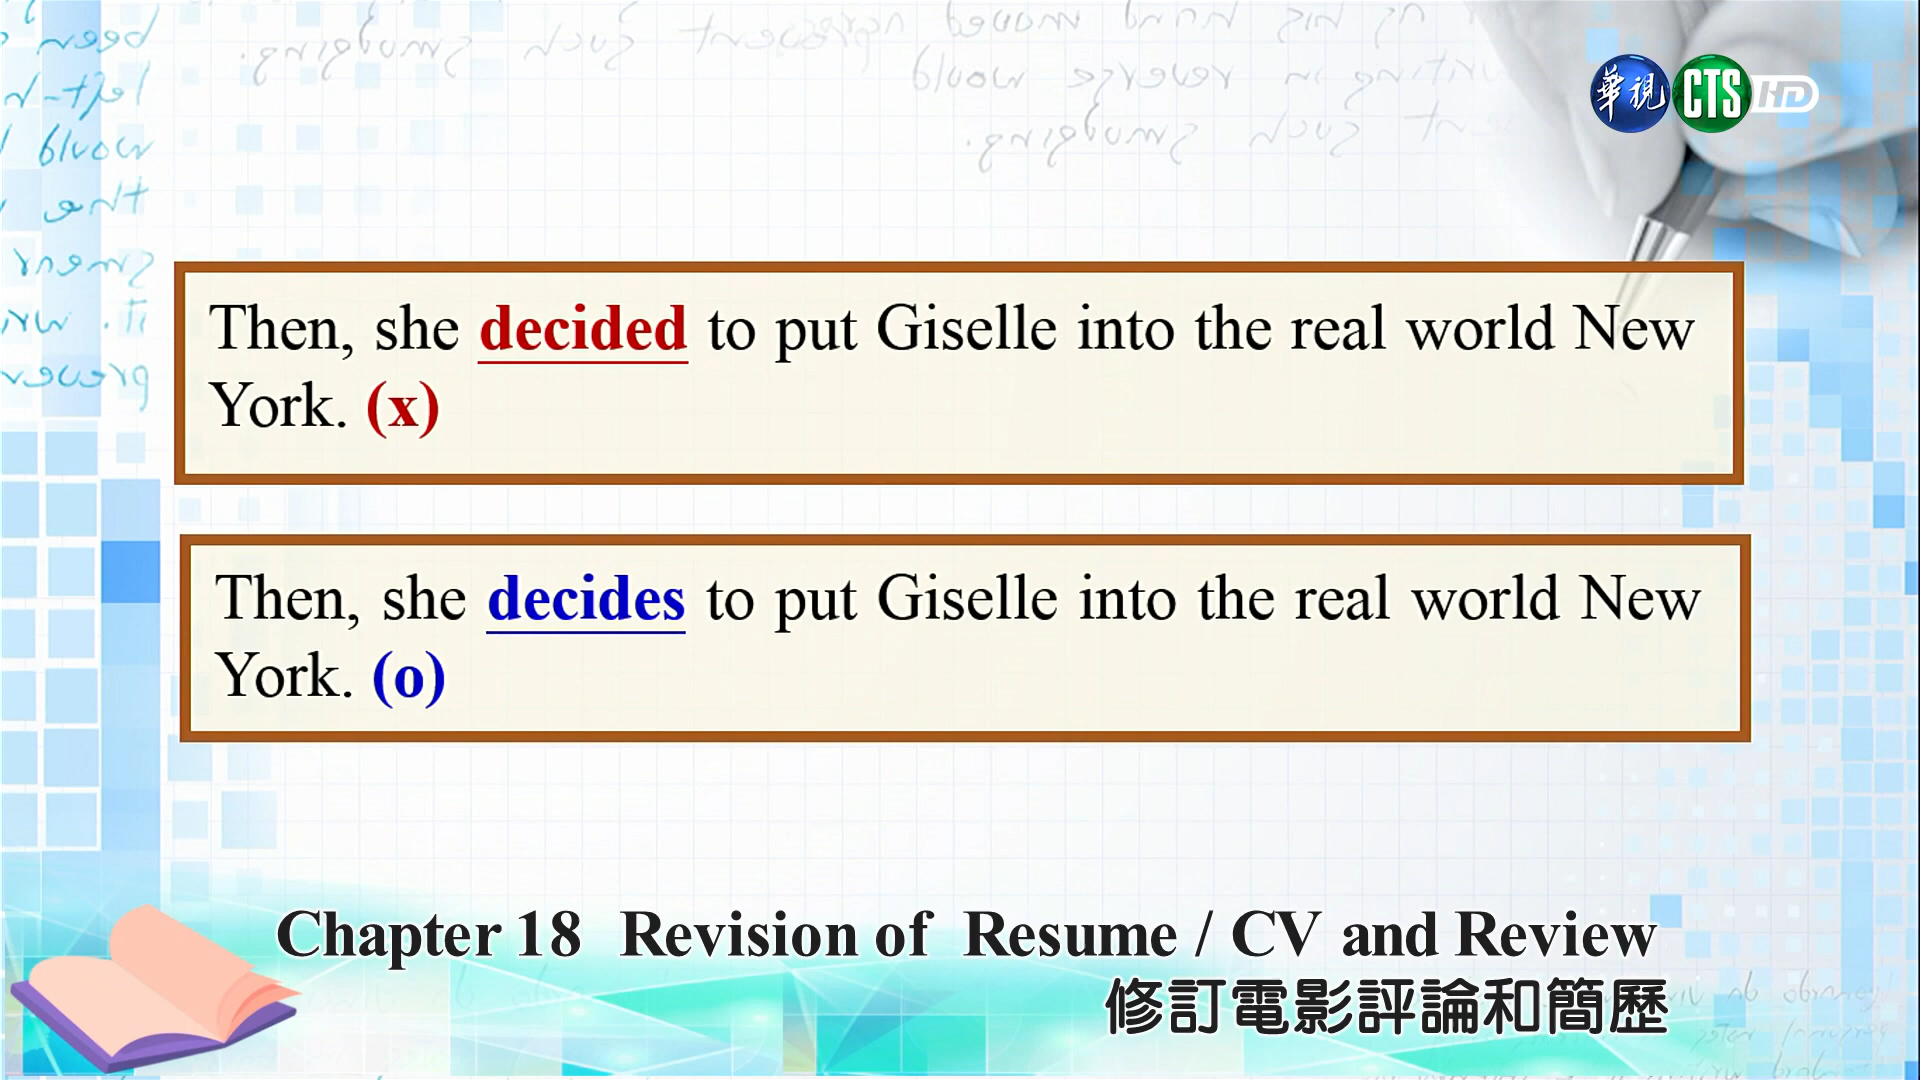 華視 CTS HD
Then, she decided to put Giselle into the real world New
York. (x)
Then, she decides to put Giselle into the real world New
York. (o)
Chapter 18 Revision of Resume / CV and Review
修訂電影評論和簡歷